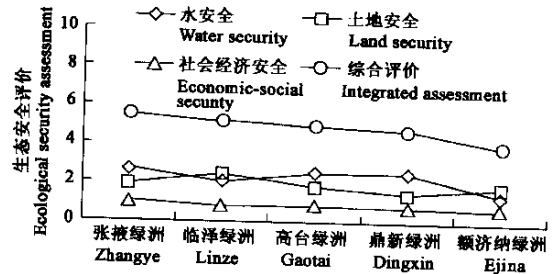 生态安全评价
Ecological security assessment
10
8
6
4
2
0
水安全
Water security
土地安全
Land security
社会经济安全
Economic-social
secunty
综合评价
Integrated assessment
张掖绿洲
Zhangye
临泽绿洲
Linze
高台绿洲
Gaotai
鼎新绿洲
Dingxin
额济纳绿洲
Ejina